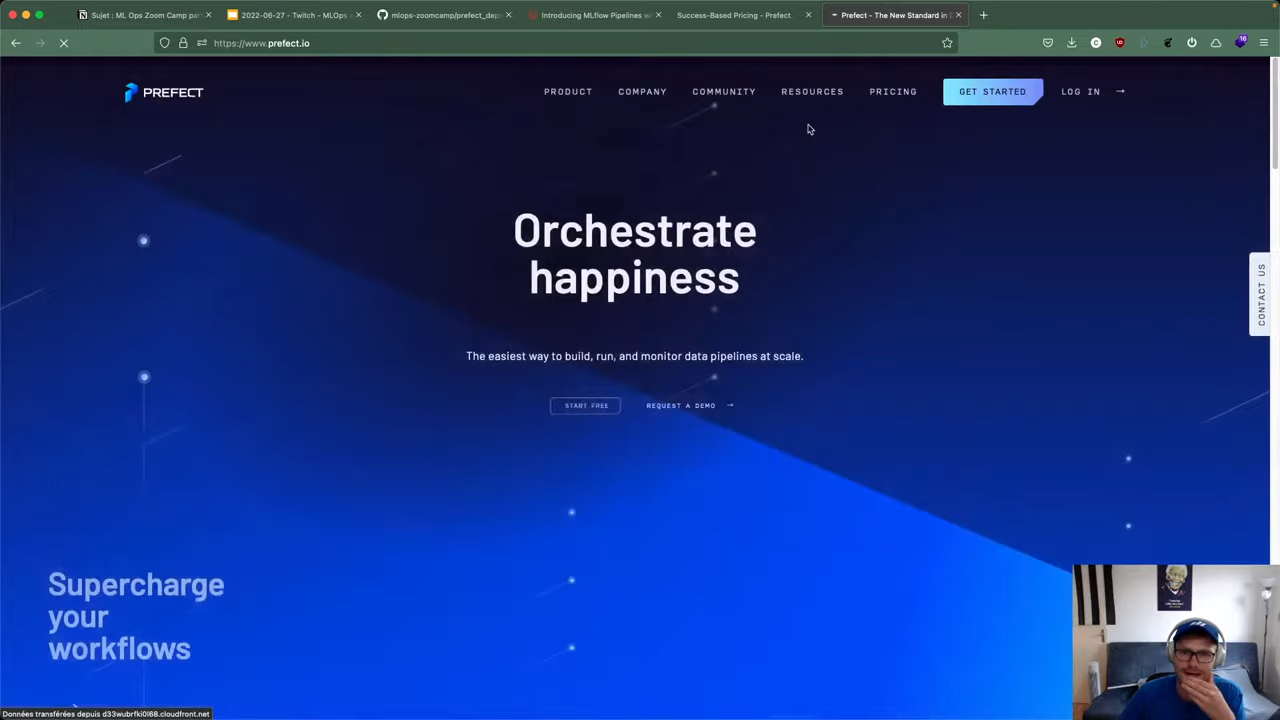 Sujet : ML Ops Zoom Camp part
2022-06-27 - Twitch - MLOps
mlops-zoomcamp/prefect_dep
Introducing MLflow Pipelines w
Success-Based Pricing - Prefect
Prefect - The New Standard in
https://www.prefect.io
16
PREFECT
PRODUCT
COMPANY
COMMUNITY
RESOURCES
PRICING
GET STARTED
LOG IN →
Orchestrate
happiness
CONTACT US
The easiest way to build, run, and monitor data pipelines at scale.
START FREE
REQUEST A DEMO →
Supercharge
your
workflows
Données transférées depuis d33wubrfki0l68.cloudfront.net